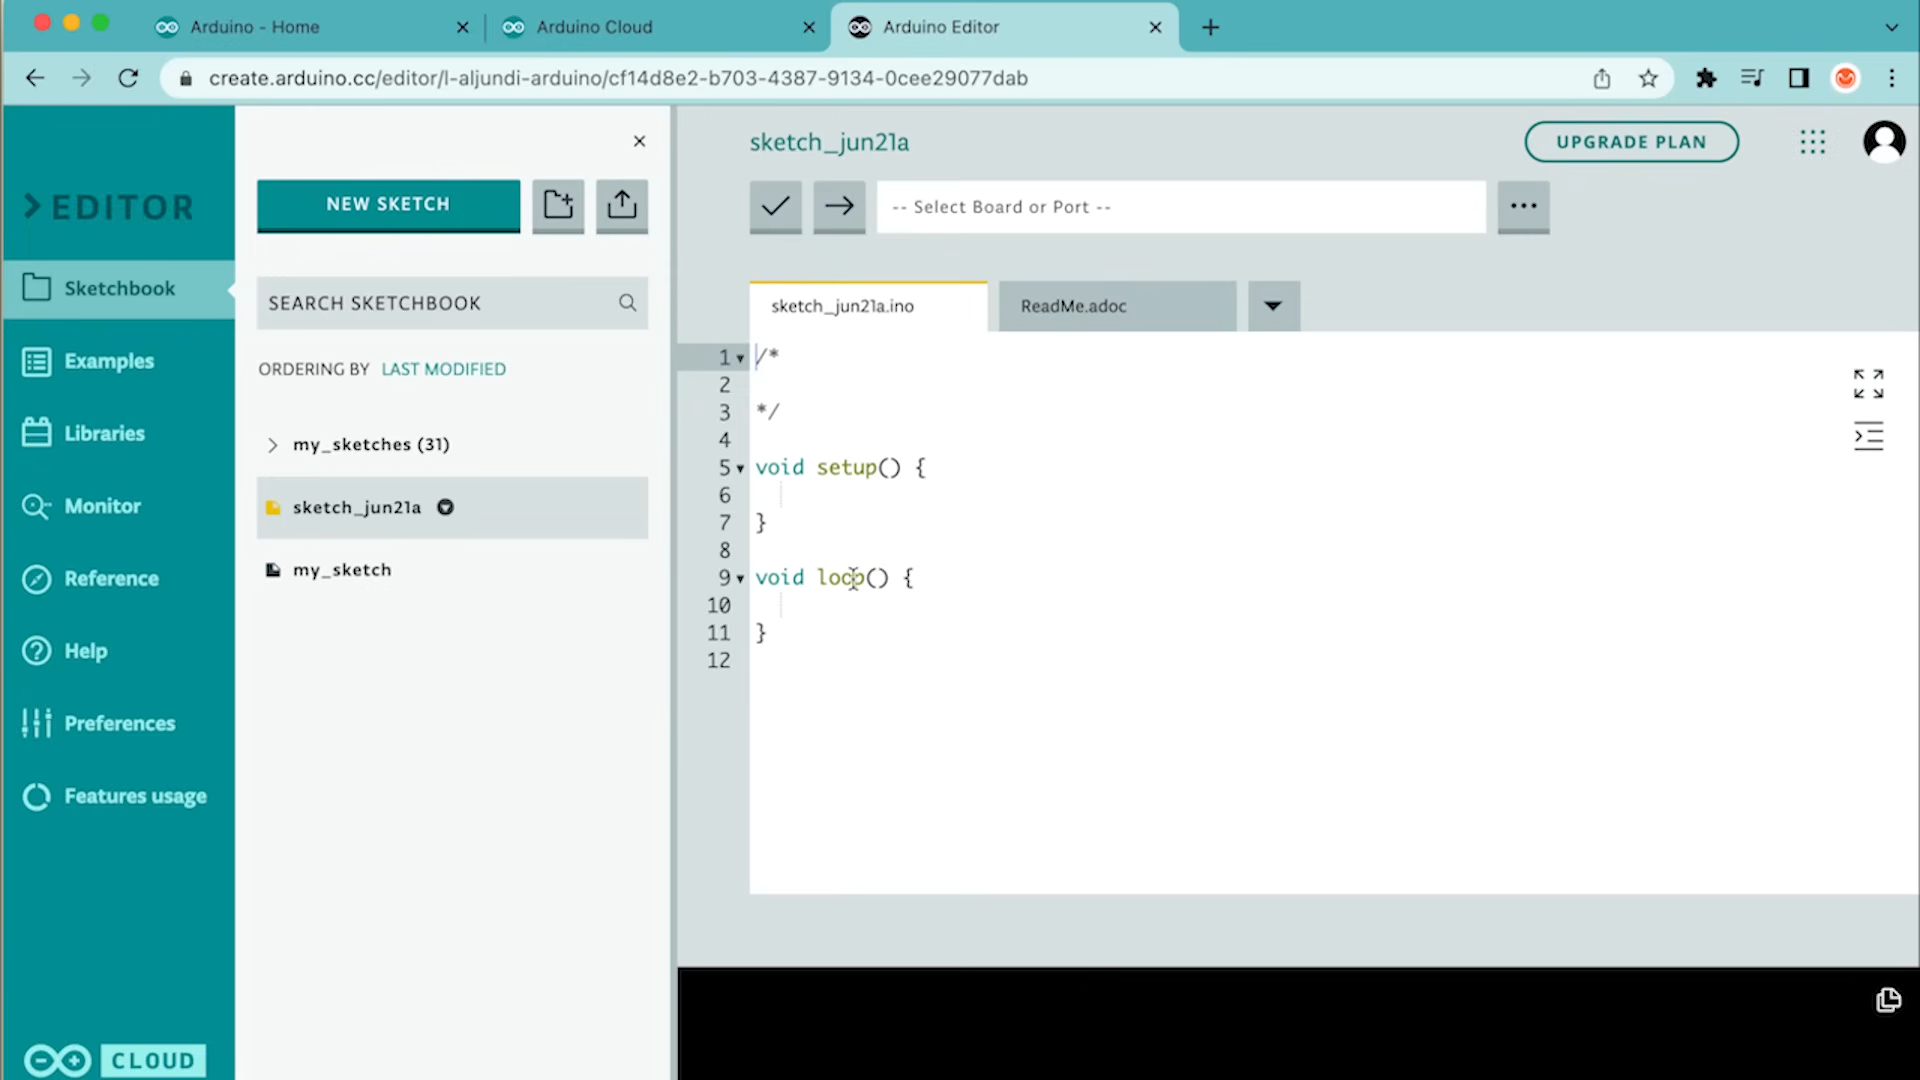 Arduino - Home
Arduino Cloud
Arduino Editor
create.arduino.cc/editor/l-aljundi-arduino/cf14d8e2-b703-4387-9134-0cee29077dab
EDITOR
Sketchbook
Examples
Libraries
Monitor
Reference
Help
Preferences
Features usage
CLOUD
NEW SKETCH
SEARCH SKETCHBOOK
ORDERING BY LAST MODIFIED
my_sketches (31)
sketch_jun21a
my_sketch
sketch_jun21a
UPGRADE PLAN
-- Select Board or Port --
sketch_jun21a.ino
ReadMe.adoc
1 /*
2
3 */
4
5 void setup() {
6
7 }
8
9 void loop() {
10
11 }
12